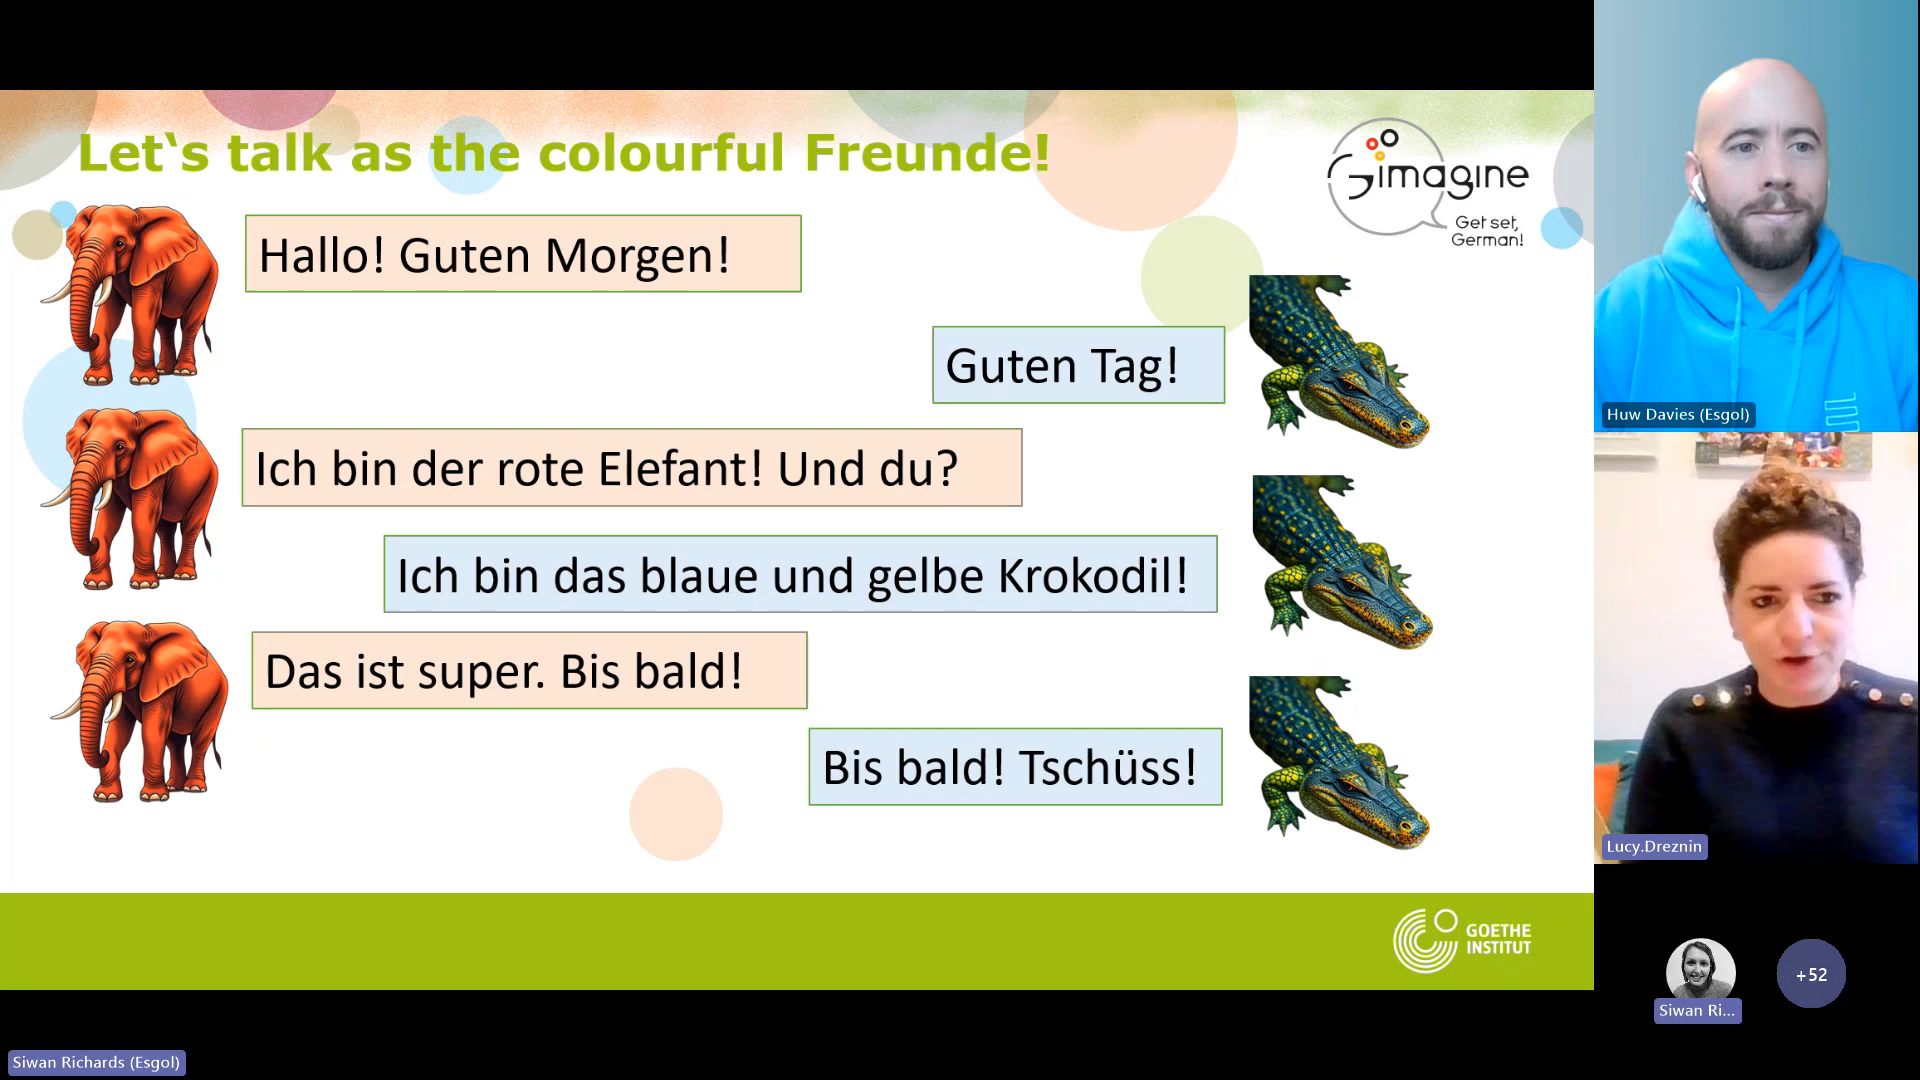 Let‘s talk as the colourful Freunde!
Gimagine
Get set,
German!
Hallo! Guten Morgen!
Guten Tag!
Ich bin der rote Elefant! Und du?
Ich bin das blaue und gelbe Krokodil!
Das ist super. Bis bald!
Bis bald! Tschüss!
GOETHE
INSTITUT
Huw Davies (Esgol)
Lucy.Dreznin
Siwan Ri...
+52
Siwan Richards (Esgol)